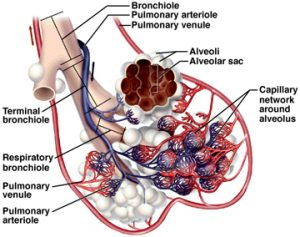 Bronchiole
Pulmonary arteriole
Pulmonary venule
Alveoli
Alveolar sac
Capillary
network
around
alveolus
Terminal
bronchiole
Respiratory
bronchiole
Pulmonary
venule
Pulmonary
arteriole